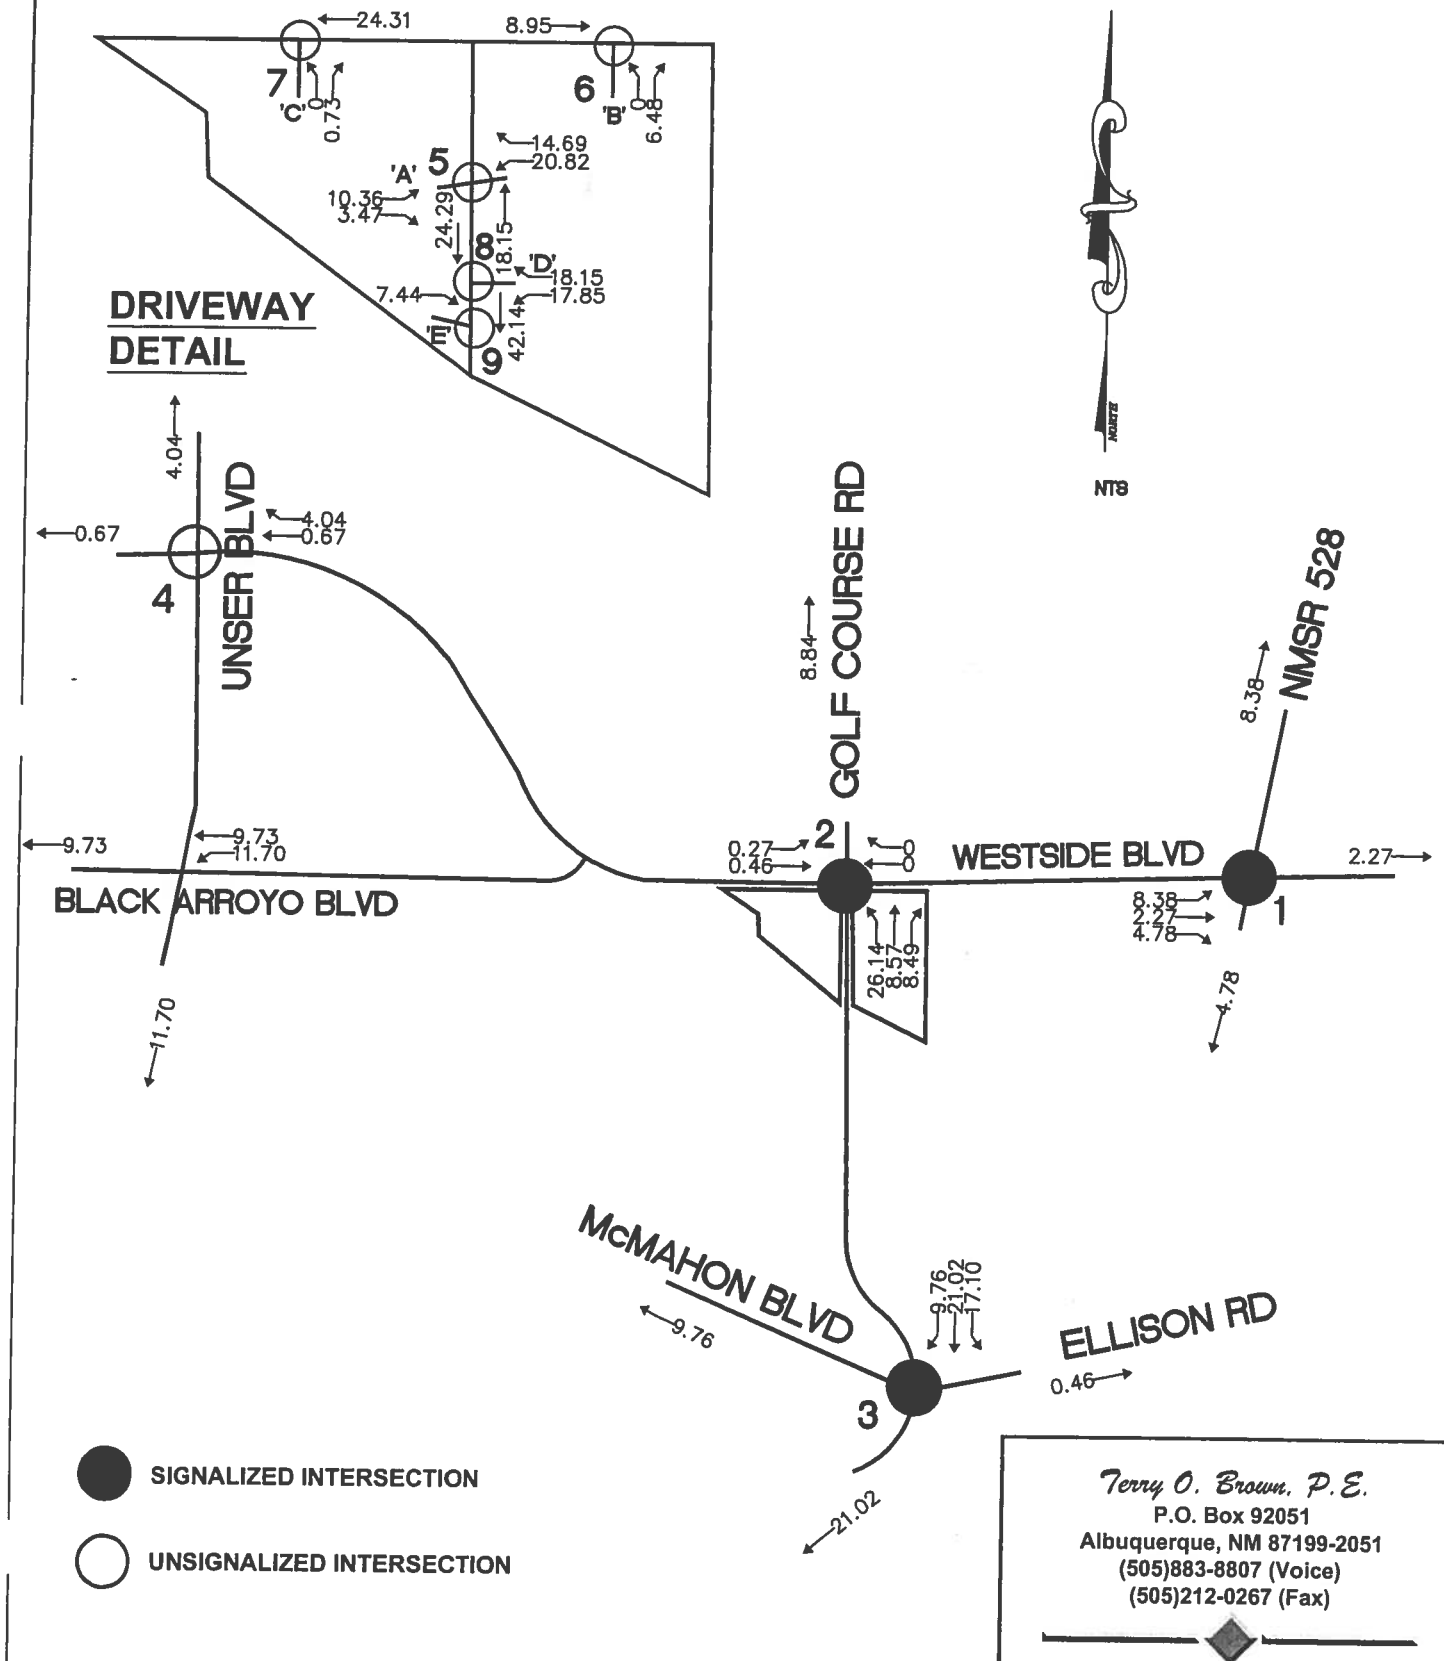 24.31
8.95
7
'C'
0
0.73
6
'B'
0
6.48
14.69
20.82
5
'A'
10.36
3.47
24.29
18.15
8
'D'
18.15
17.85
7.44
'E'
42.14
9
DRIVEWAY
DETAIL
NORTH
NTS
4.04
UNSER BLVD
4.04
0.67
0.67
4
GOLF COURSE RD
8.84
NMSR 528
8.38
9.73
9.73
11.70
BLACK ARROYO BLVD
11.70
2
0.27
0.46
0
0
WESTSIDE BLVD
2.27
8.38
2.27
4.78
1
4.78
26.14
8.57
8.49
McMAHON BLVD
9.76
9.76
21.02
17.10
ELLISON RD
0.46
3
21.02
SIGNALIZED INTERSECTION
UNSIGNALIZED INTERSECTION
Terry O. Brown, P.E.
P.O. Box 92051
Albuquerque, NM 87199-2051
(505)883-8807 (Voice)
(505)212-0267 (Fax)